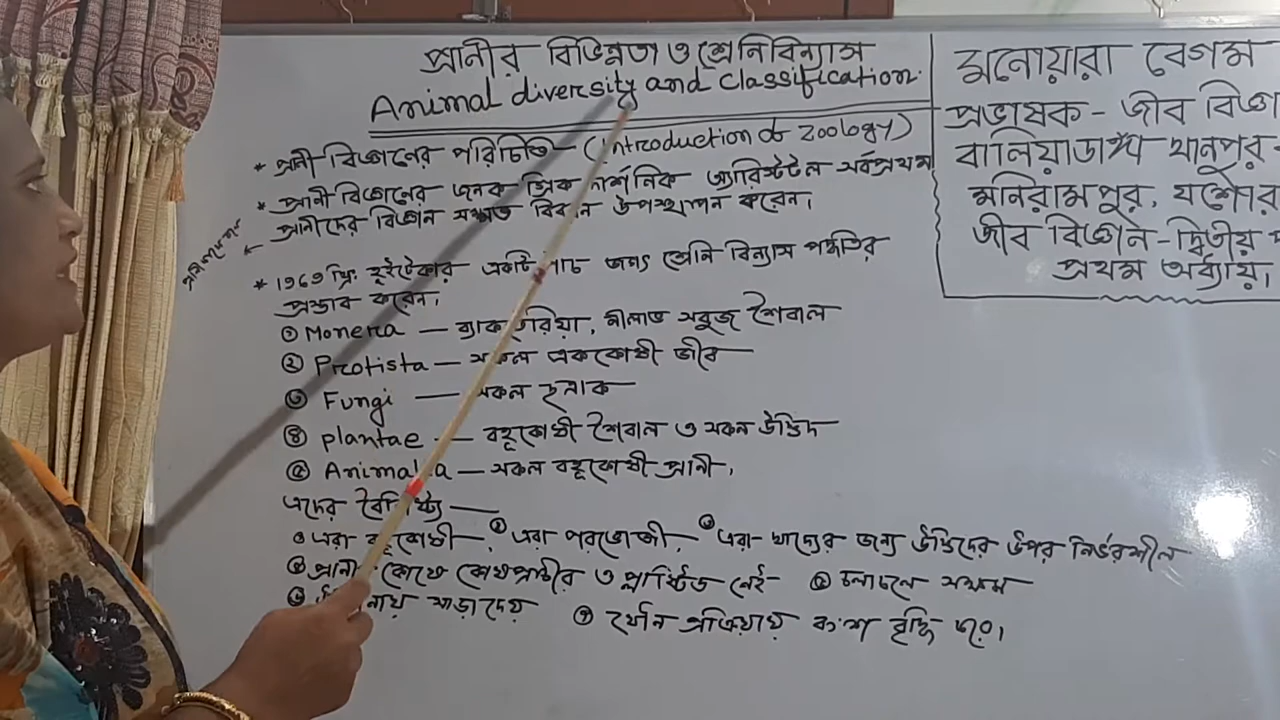 প্রানীর বিভিন্নতা ও শ্রেনিবিন্যাস
Animal diversity and classification.
* প্রানী বিজ্ঞানের পরিচিতি (Introduction to Zoology)
* প্রানী বিজ্ঞানের জনক গ্রিক দার্শনিক অ্যারিস্টটল সর্বপ্রথম
প্রানীদের বিজ্ঞান সম্মত বিবরন উপস্থাপন করেন।
* 1969 খ্রি: হুইটেকার একটি পাঁচ জগৎ শ্রেনি বিন্যাস পদ্ধতির
প্রস্তাব করেন।
① Monera — ব্যাকটেরিয়া, নীলাভ সবুজ শৈবাল
② Protista — সকল এককোষী জীব —
③ Fungi — সকল ছত্রাক
④ plantae — বহুকোষী শৈবাল ও সকল উদ্ভিদ
⑤ Animalia — সকল বহুকোষী প্রানী,
এদের বৈশিষ্ট্য —
① এরা বহুকোষী —, ② এরা পরভোজী, — ③ এরা- খাদ্যের জন্য উদ্ভিদের উপর নির্ভরশীল
④ প্রানী কোষে কোষপ্রাচীর ও প্লাস্টিড নেই- ⑤ চলাচলে সক্ষম
⑥ সাড়া দেয় ⑦ যৌন প্রক্রিয়ায় বংশ বৃদ্ধি করে।
মনোয়ারা বেগম
প্রভাষক - জীব
বালিয়াডাঙ্গা খানপুর
মনিরামপুর, যশোর
জীব বিজ্ঞান - দ্বিতীয়
প্রথম অধ্যায়,